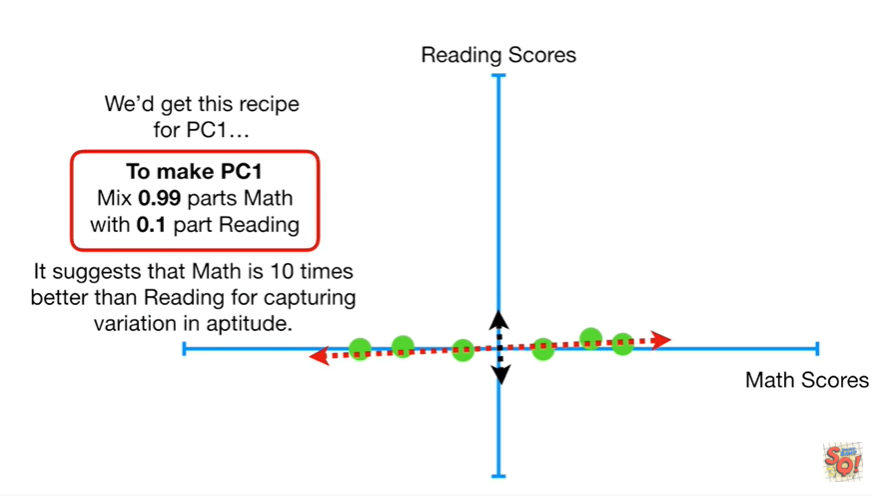 Reading Scores
We'd get this recipe
for PC1...
To make PC1
Mix 0.99 parts Math
with 0.1 part Reading
It suggests that Math is 10 times
better than Reading for capturing
variation in aptitude.
Math Scores
SQ!